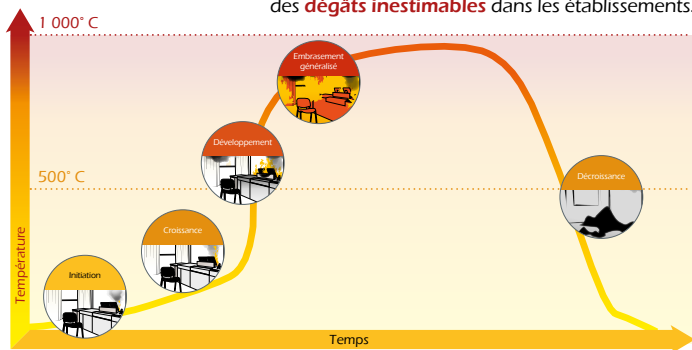 des dégâts inestimables dans les établissements.
1 000° C
Embrasement
généralisé
Développement
500° C
Décroissance
Croissance
Initiation
Température
Temps